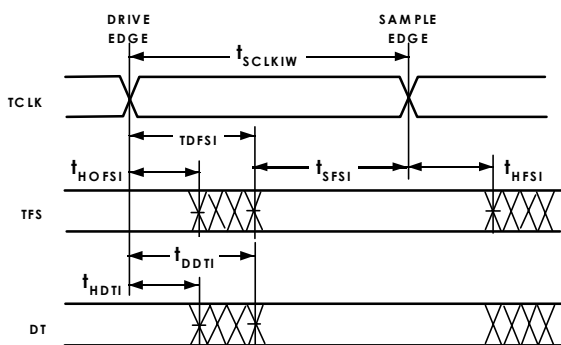 DRIVE
EDGE
SAMPLE
EDGE
tSCLKIW
TCLK
TDFSI
tHOFSI
tSFSI
tHFSI
TFS
tDDTI
tHDTI
DT